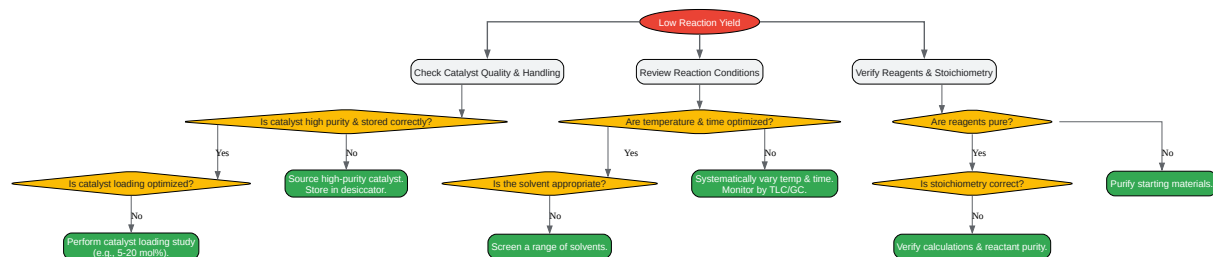 Low Reaction Yield
Check Catalyst Quality & Handling
Review Reaction Conditions
Verify Reagents & Stoichiometry
Is catalyst high purity & stored correctly?
Are temperature & time optimized?
Are reagents pure?
Yes
No
Yes
No
Yes
No
Is catalyst loading optimized?
Source high-purity catalyst.
Store in desiccator.
Is the solvent appropriate?
Systematically vary temp & time.
Monitor by TLC/GC.
Is stoichiometry correct?
Purify starting materials.
No
No
No
Perform catalyst loading study
(e.g., 5-20 mol%).
Screen a range of solvents.
Verify calculations & reactant purity.